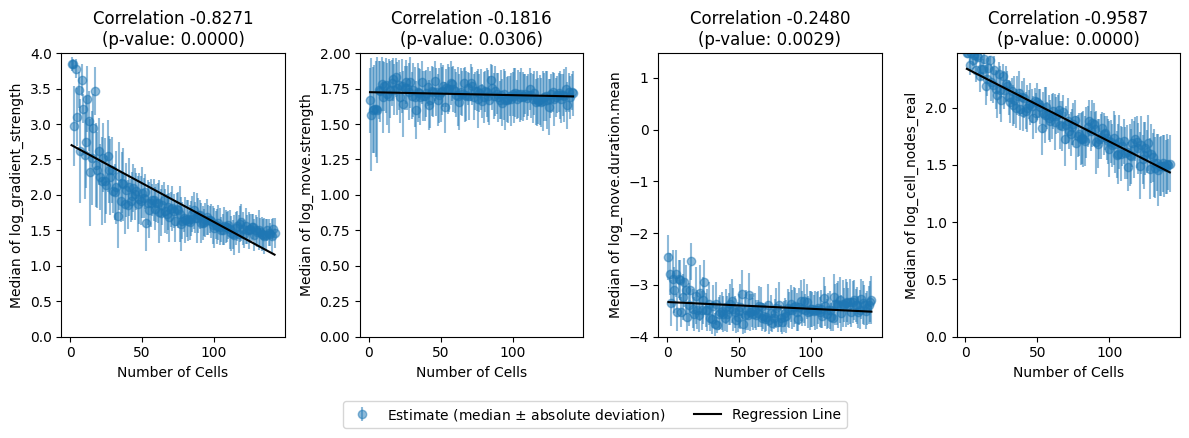 Correlation -0.8271
(p-value: 0.0000)
Median of log_gradient_strength
4.0
3.5
3.0
2.5
2.0
1.5
1.0
0.5
0.0
0
50
100
Number of Cells
Correlation -0.1816
(p-value: 0.0306)
Median of log_move.strength
2.00
1.75
1.50
1.25
1.00
0.75
0.50
0.25
0.00
0
50
100
Number of Cells
Correlation -0.2480
(p-value: 0.0029)
Median of log_move.duration.mean
1
0
−1
−2
−3
−4
0
50
100
Number of Cells
Correlation -0.9587
(p-value: 0.0000)
Median of log_cell_nodes_real
2.0
1.5
1.0
0.5
0.0
0
50
100
Number of Cells
Estimate (median ± absolute deviation)
Regression Line